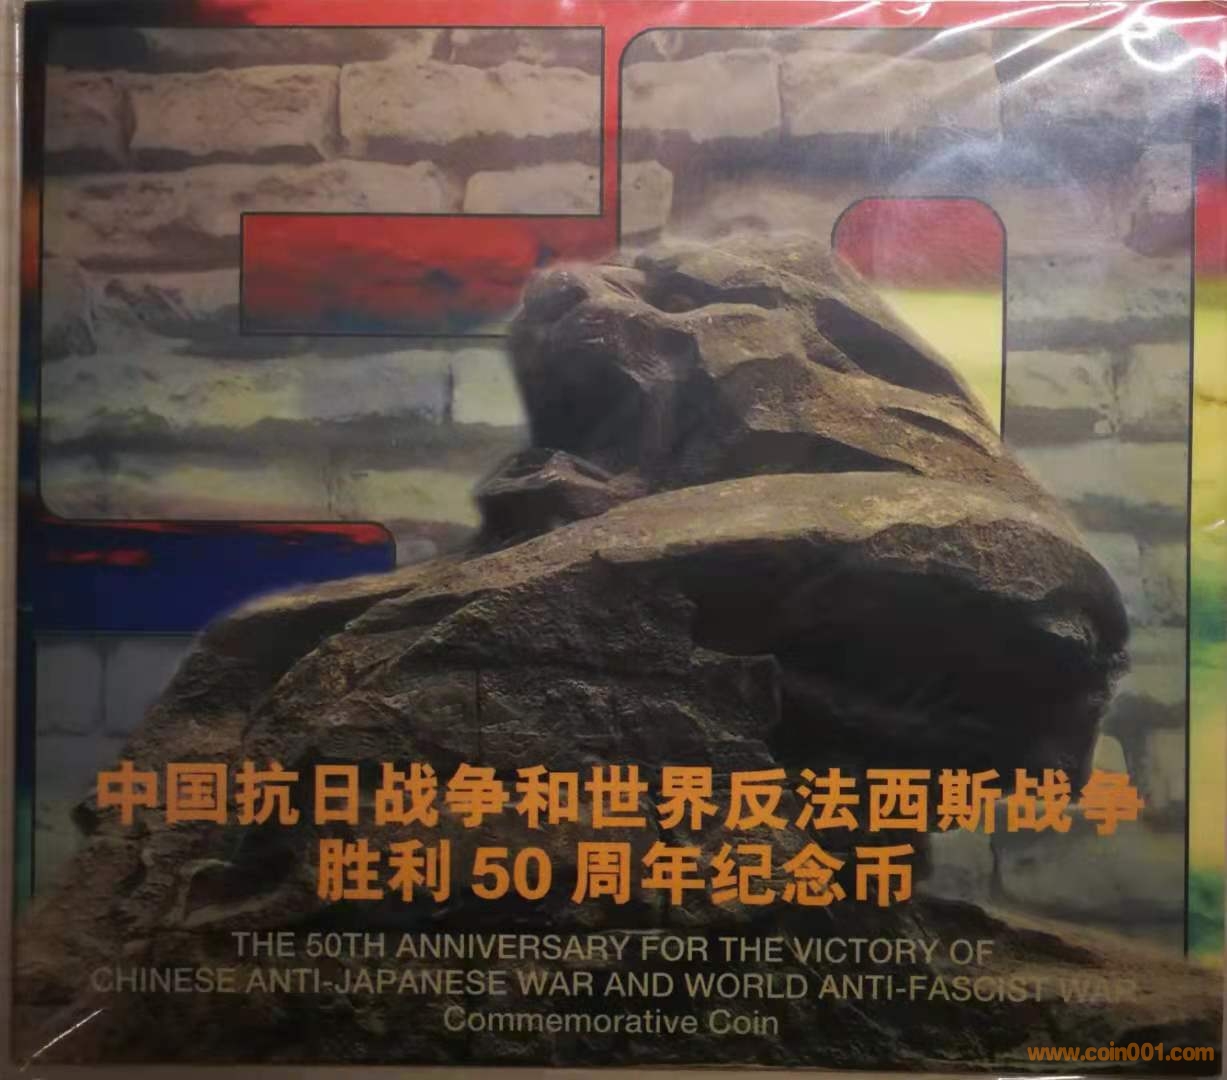 中国抗日战争和世界反法西斯战争
胜利50周年纪念币
THE 50TH ANNIVERSARY FOR THE VICTORY OF
CHINESE ANTI-JAPANESE WAR AND WORLD ANTI-FASCIST WAR
Commemorative Coin
www.coin001.com